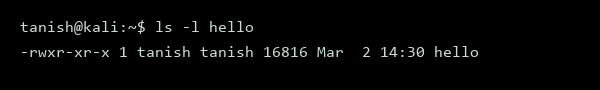 tanish@kali:~$ ls -l hello
-rwxr-xr-x 1 tanish tanish 16816 Mar  2 14:30 hello